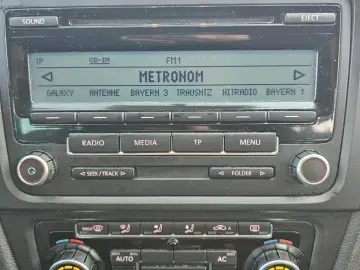 SOUND EJECT
TP CD-IN FM1
METRONOM
GALAXY ANTENNE BAYERN 3 TRAUNSTZ HITRADIO BAYERN 1
RADIO MEDIA TP MENU
SEEK / TRACK FOLDER
AUTO AC